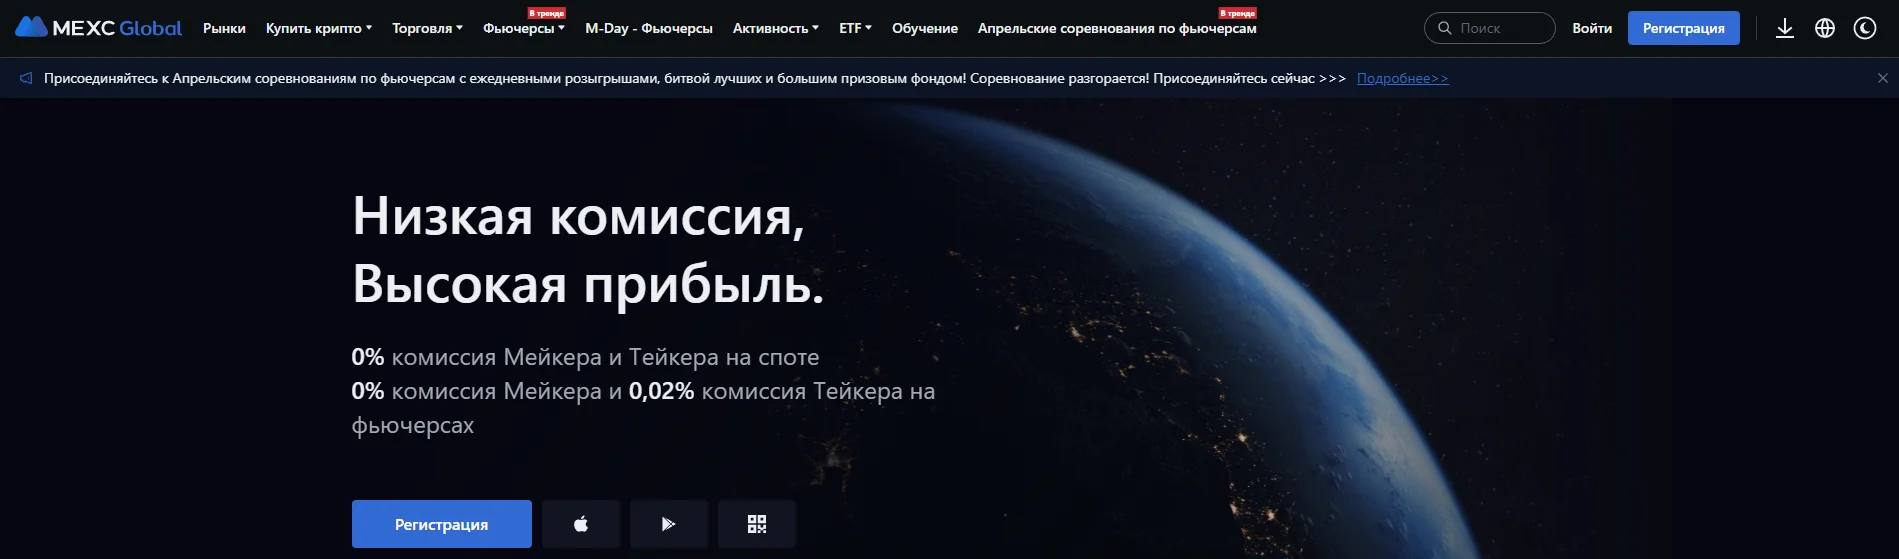 MEXC Global
Рынки
Купить крипто
Торговля
Фьючерсы
В тренде
M-Day - Фьючерсы
Активность
ETF
Обучение
Апрельские соревнования по фьючерсам
В тренде
Поиск
Войти
Регистрация
Присоединяйтесь к Апрельским соревнованиям по фьючерсам с ежедневными розыгрышами, битвой лучших и большим призовым фондом! Соревнование разгорается! Присоединяйтесь сейчас >>> Подробнее>>
Низкая комиссия,
Высокая прибыль.
0% комиссия Мейкера и Тейкера на споте
0% комиссия Мейкера и 0,02% комиссия Тейкера на
фьючерсах
Регистрация